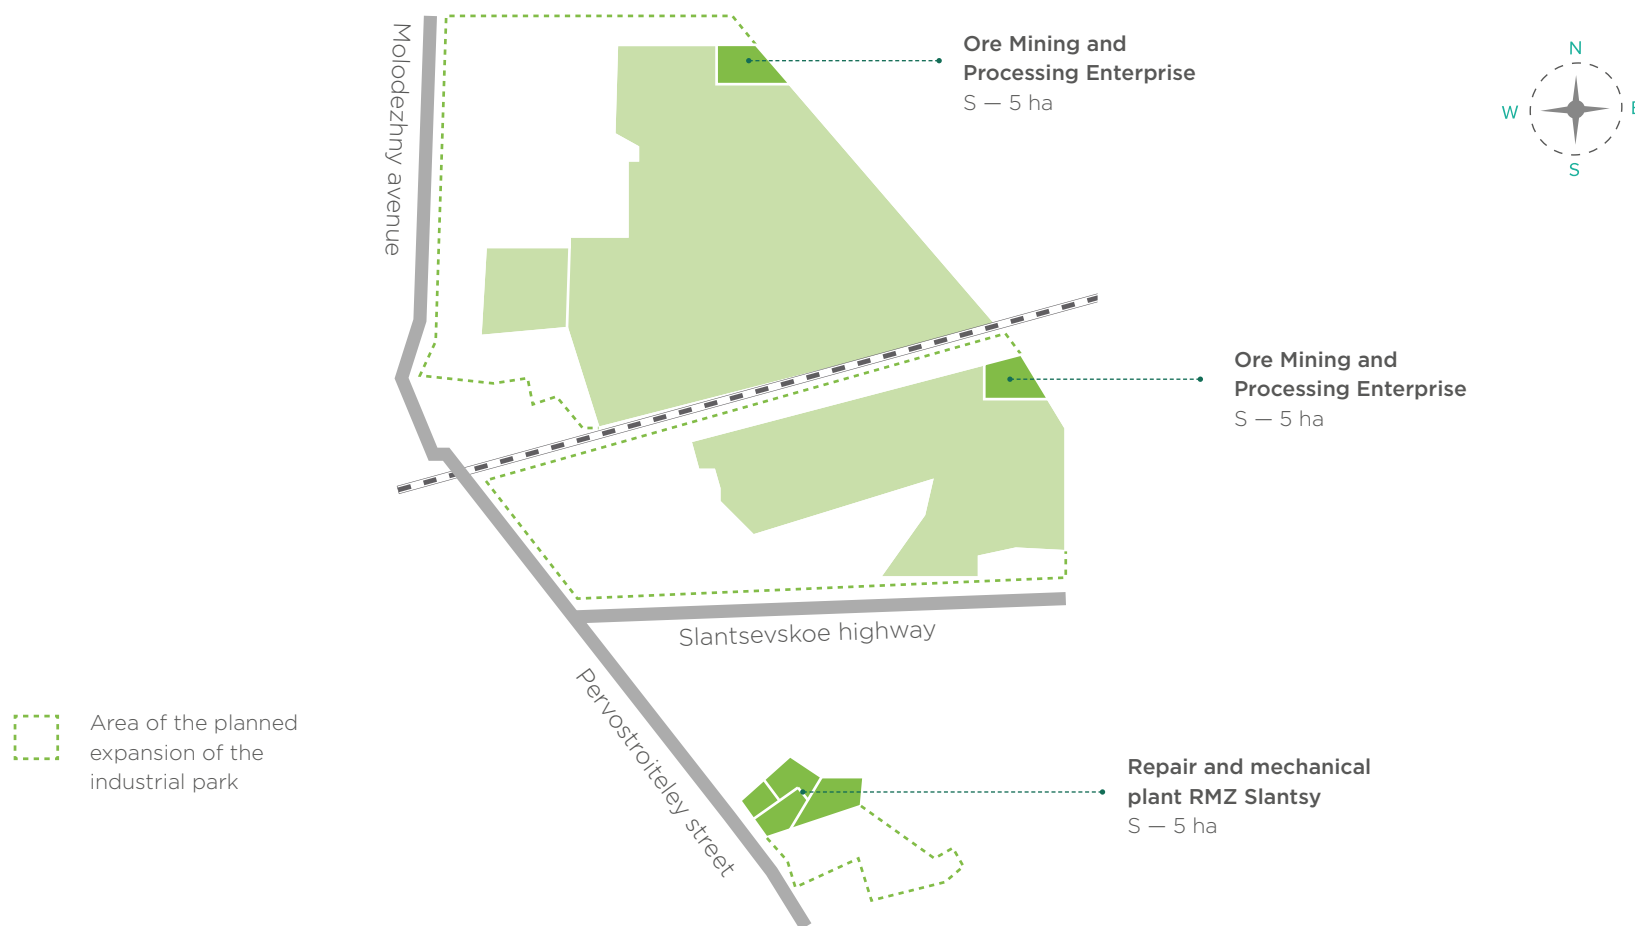 Molodezhny avenue
Ore Mining and
Processing Enterprise
S — 5 ha
N
W
E
S
Ore Mining and
Processing Enterprise
S — 5 ha
Slantsevskoe highway
Pervostroiteley street
Area of the planned
expansion of the
industrial park
Repair and mechanical
plant RMZ Slantsy
S — 5 ha